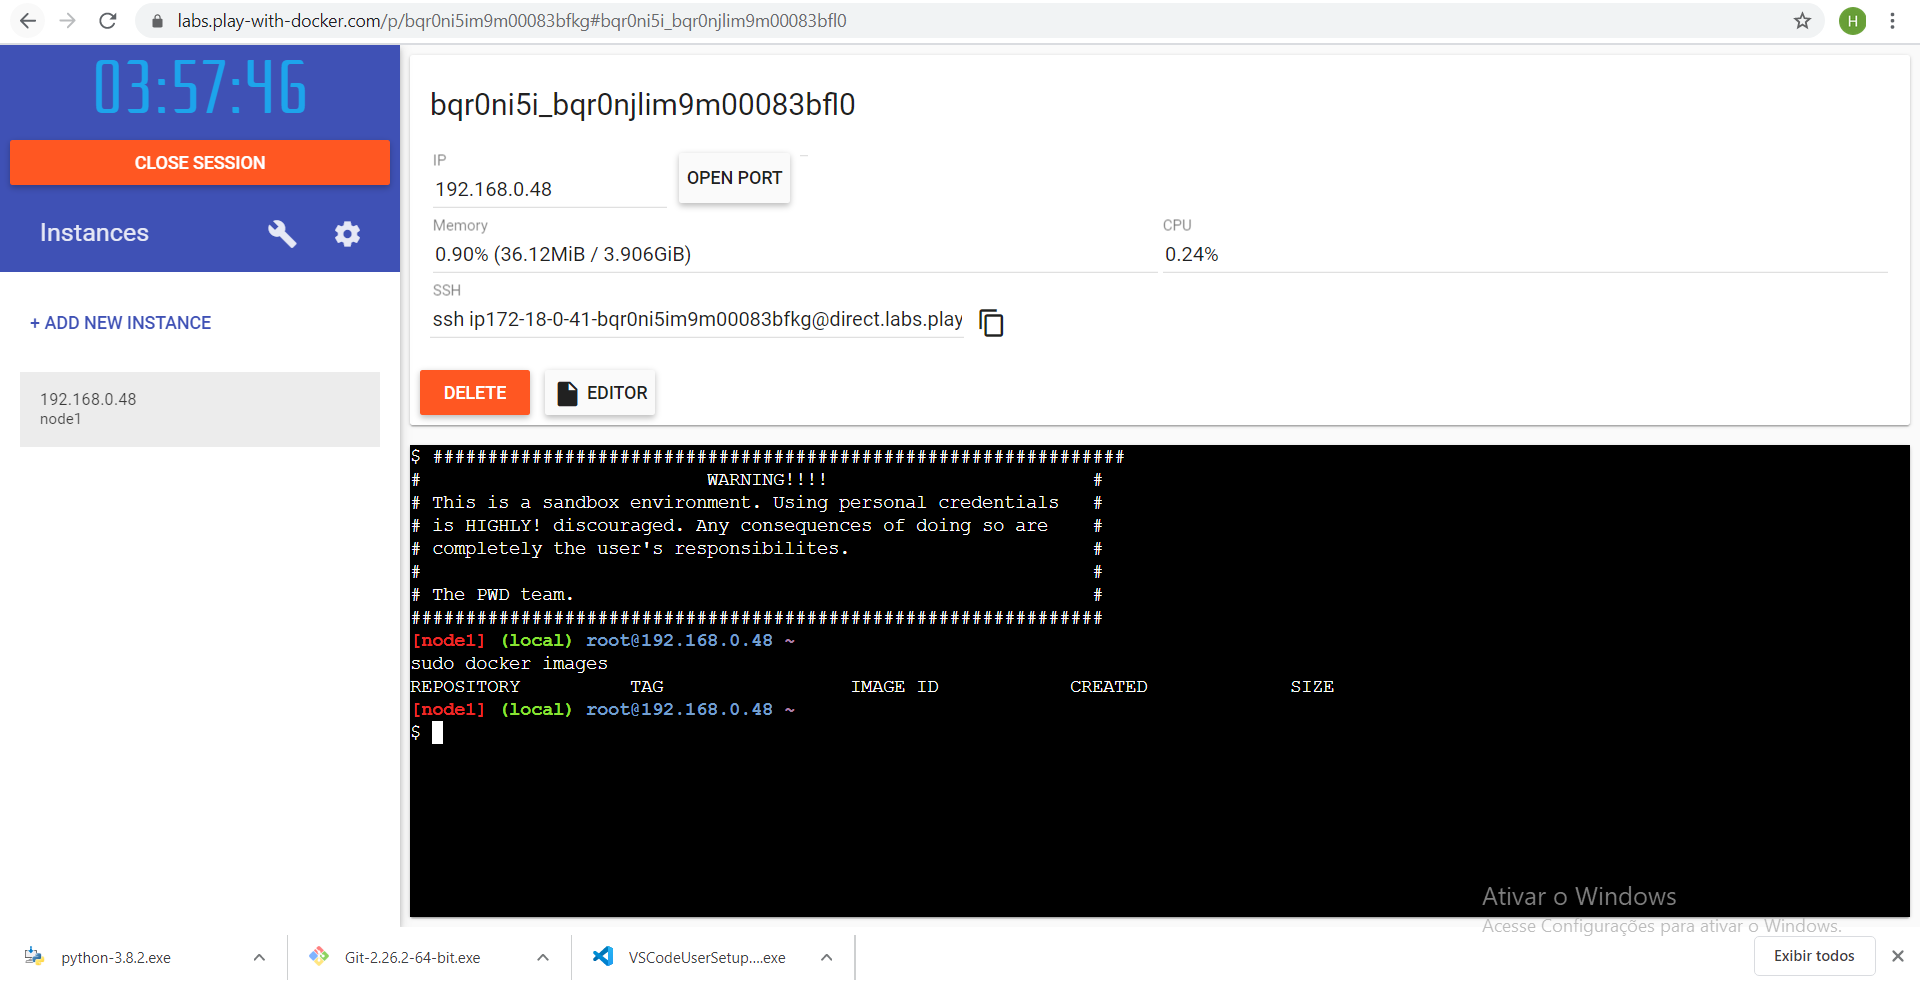 labs.play-with-docker.com/p/bqr0ni5im9m00083bfkg#bqr0ni5i_bqr0njlim9m00083bfl0
H
03:57:46
CLOSE SESSION
Instances
+ ADD NEW INSTANCE
192.168.0.48
node1
bqr0ni5i_bqr0njlim9m00083bfl0
IP
192.168.0.48
OPEN PORT
Memory
0.90% (36.12MiB / 3.906GiB)
CPU
0.24%
SSH
ssh ip172-18-0-41-bqr0ni5im9m00083bfkg@direct.labs.play
DELETE
EDITOR
$ ###############################################################
# WARNING!!!! #
# This is a sandbox environment. Using personal credentials #
# is HIGHLY! discouraged. Any consequences of doing so are #
# completely the user's responsibilites. #
# #
# The PWD team. #
###############################################################
[node1] (local) root@192.168.0.48 ~
sudo docker images
REPOSITORY TAG IMAGE ID CREATED SIZE
[node1] (local) root@192.168.0.48 ~
$
Ativar o Windows
Acesse Configurações para ativar o Windows.
python-3.8.2.exe
Git-2.26.2-64-bit.exe
VSCodeUserSetup....exe
Exibir todos